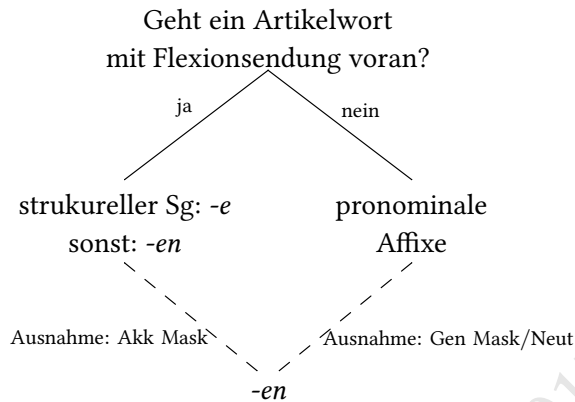 Geht ein Artikelwort
mit Flexionsendung voran?
ja
nein
strukureller Sg: -e
sonst: -en
pronominale
Affixe
Ausnahme: Akk Mask
Ausnahme: Gen Mask/Neut
-en